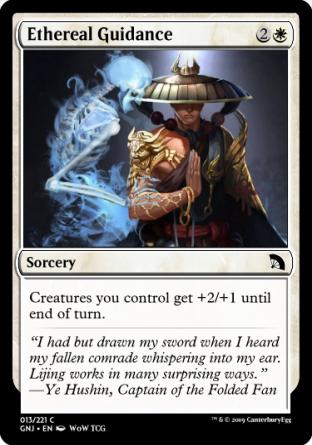 Ethereal Guidance 2
Sorcery
Creatures you control get +2/+1 until
end of turn.
“I had but drawn my sword when I heard
my fallen comrade whispering into my ear.
Lijing works in many surprising ways.”
—Ye Hushin, Captain of the Folded Fan
013/221 C
GNJ • EN WoW TCG
™ & © 2019 CanterburyEgg